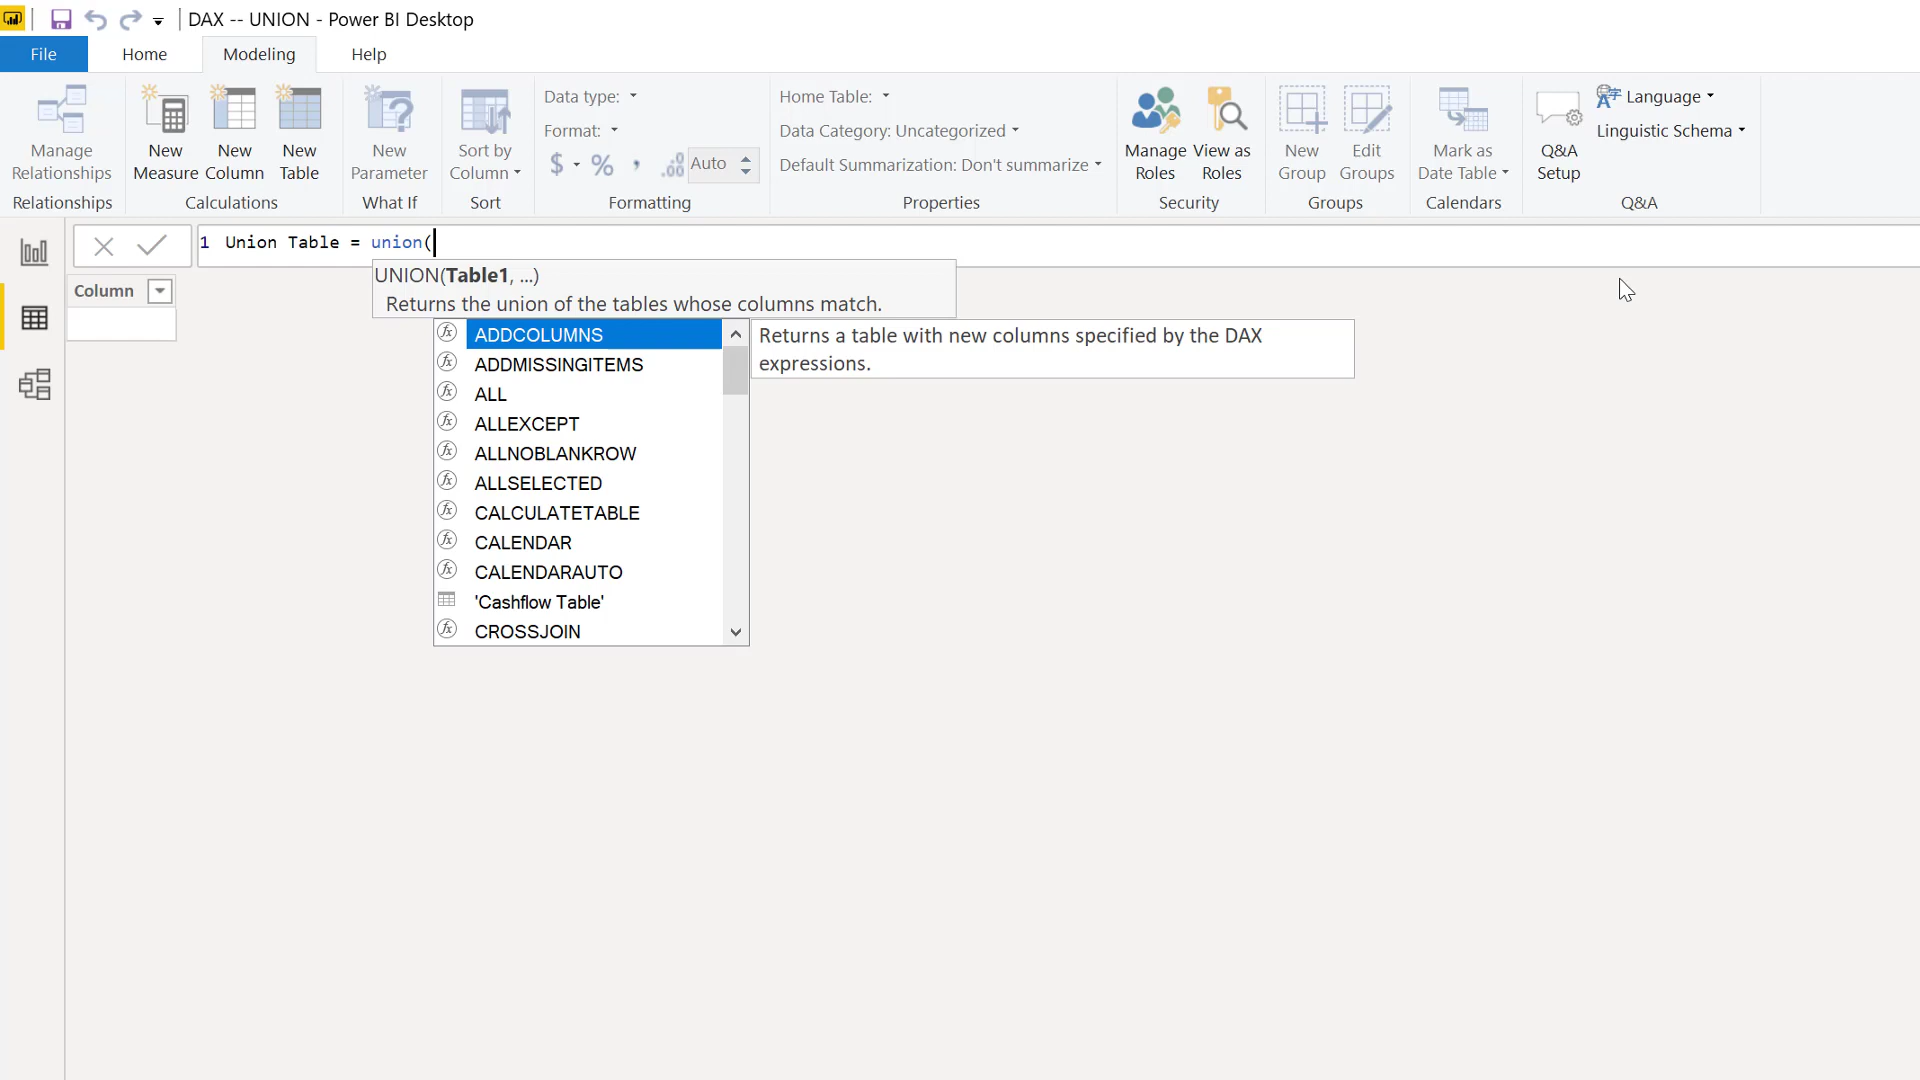 DAX -- UNION - Power BI Desktop
File Home Modeling Help
Manage Relationships
New Measure
New Column
New Table
New Parameter
Sort by Column
Data type:
Format:
$ % , .00 Auto
Home Table:
Data Category: Uncategorized
Default Summarization: Don't summarize
Manage Roles
View as Roles
New Group
Edit Groups
Mark as Date Table
Q&A Setup
Language
Linguistic Schema
Relationships Calculations What If Sort Formatting Properties Security Groups Calendars Q&A
1 Union Table = union(
UNION(Table1, ...)
Returns the union of the tables whose columns match.
Column
ADDCOLUMNS
Returns a table with new columns specified by the DAX
expressions.
ADDMISSINGITEMS
ALL
ALLEXCEPT
ALLNOBLANKROW
ALLSELECTED
CALCULATETABLE
CALENDAR
CALENDARAUTO
'Cashflow Table'
CROSSJOIN